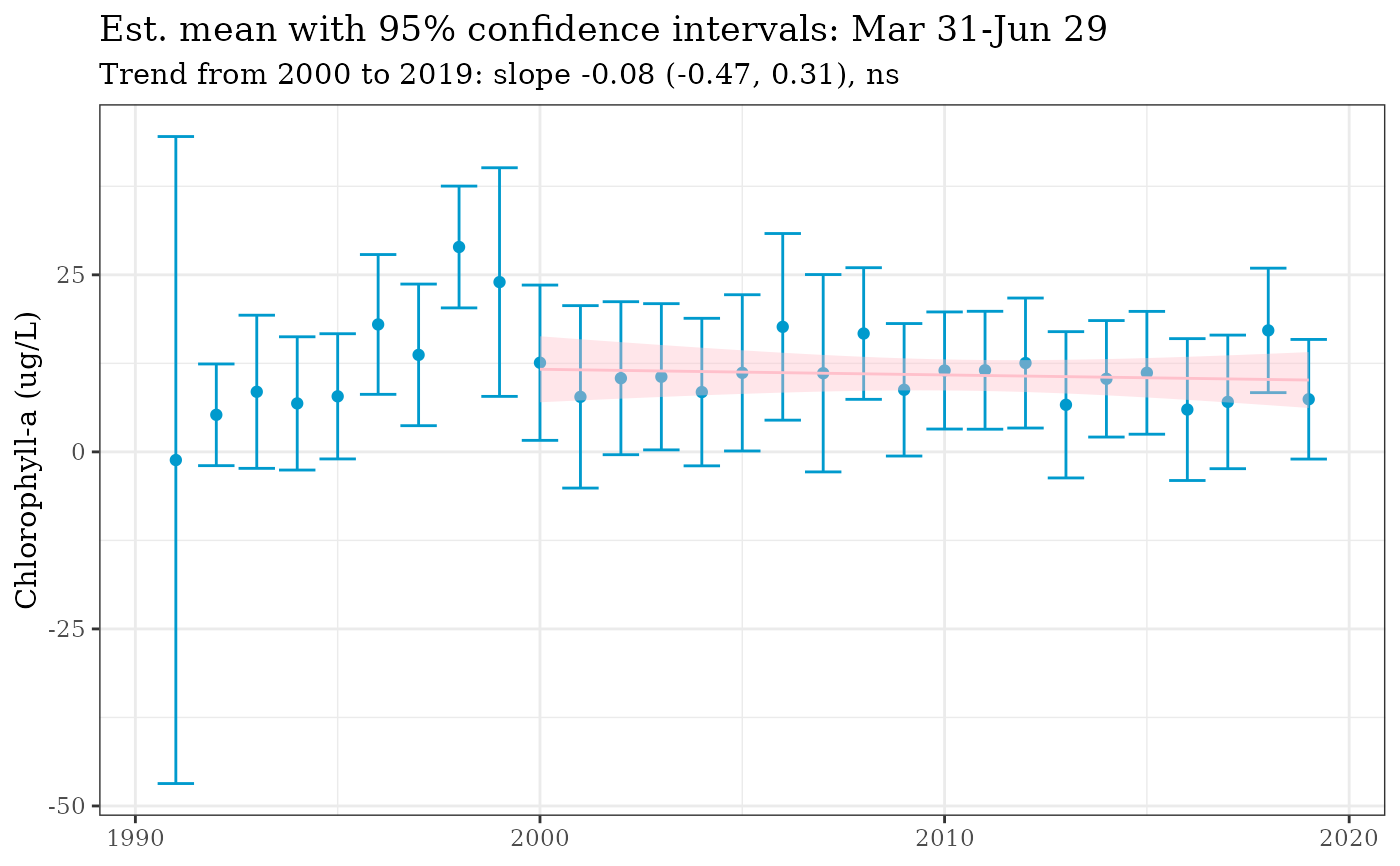 Est. mean with 95% confidence intervals: Mar 31-Jun 29
Trend from 2000 to 2019: slope -0.08 (-0.47, 0.31), ns
Chlorophyll-a (ug/L)
25
0
-25
-50
1990
2000
2010
2020